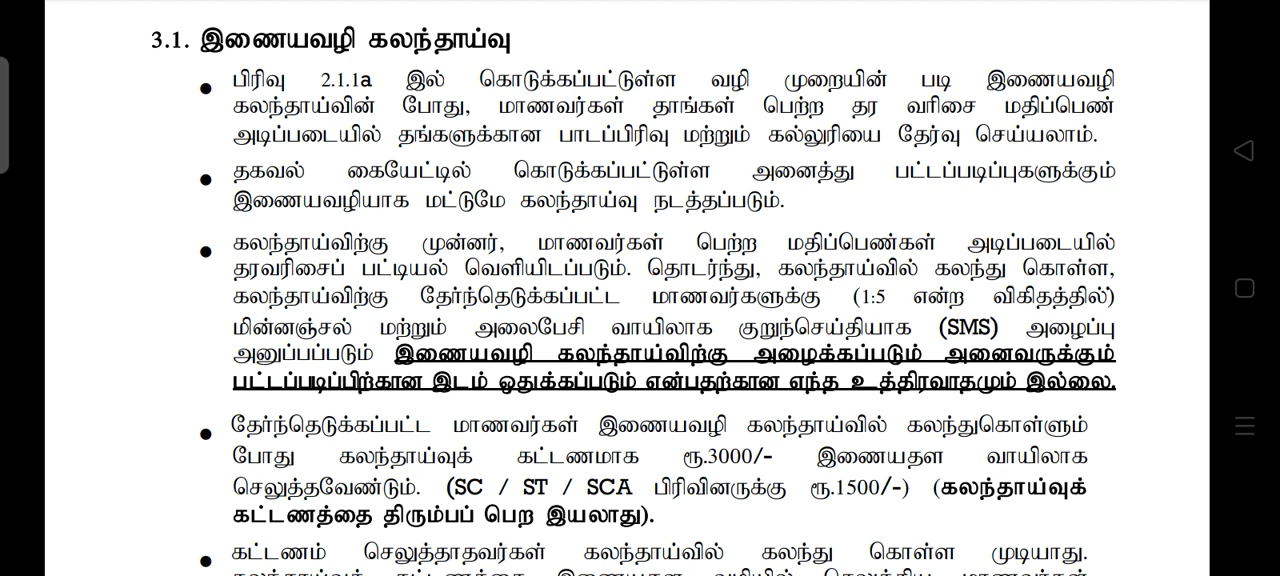 3.1. இணையவழி கலந்தாய்வு
● பிரிவு 2.1.1a இல் கொடுக்கப்பட்டுள்ள வழி முறையின் படி இணையவழி
கலந்தாய்வின் போது, மாணவர்கள் தாங்கள் பெற்ற தர வரிசை மதிப்பெண்
அடிப்படையில் தங்களுக்கான பாடப்பிரிவு மற்றும் கல்லுரியை தேர்வு செய்யலாம்.
● தகவல் கையேட்டில் கொடுக்கப்பட்டுள்ள அனைத்து பட்டப்படிப்புகளுக்கும்
இணையவழியாக மட்டுமே கலந்தாய்வு நடத்தப்படும்.
● கலந்தாய்விற்கு முன்னர், மாணவர்கள் பெற்ற மதிப்பெண்கள் அடிப்படையில்
தரவரிசைப் பட்டியல் வெளியிடப்படும். தொடர்ந்து, கலந்தாய்வில் கலந்து கொள்ள,
கலந்தாய்விற்கு தேர்ந்தெடுக்கப்பட்ட மாணவர்களுக்கு (1:5 என்ற விகிதத்தில்)
மின்னஞ்சல் மற்றும் அலைபேசி வாயிலாக குறுந்செய்தியாக (SMS) அழைப்பு
அனுப்பப்படும் இணையவழி கலந்தாய்விற்கு அழைக்கப்படும் அனைவருக்கும்
பட்டப்படிப்பிற்கான இடம் ஒதுக்கப்படும் என்பதற்கான எந்த உத்திரவாதமும் இல்லை.
● தேர்ந்தெடுக்கப்பட்ட மாணவர்கள் இணையவழி கலந்தாய்வில் கலந்துகொள்ளும்
போது கலந்தாய்வுக் கட்டணமாக ரூ.3000/- இணையதள வாயிலாக
செலுத்தவேண்டும். (SC / ST / SCA பிரிவினருக்கு ரூ.1500/-) (கலந்தாய்வுக்
கட்டணத்தை திரும்பப் பெற இயலாது).
● கட்டணம் செலுத்தாதவர்கள் கலந்தாய்வில் கலந்து கொள்ள முடியாது.